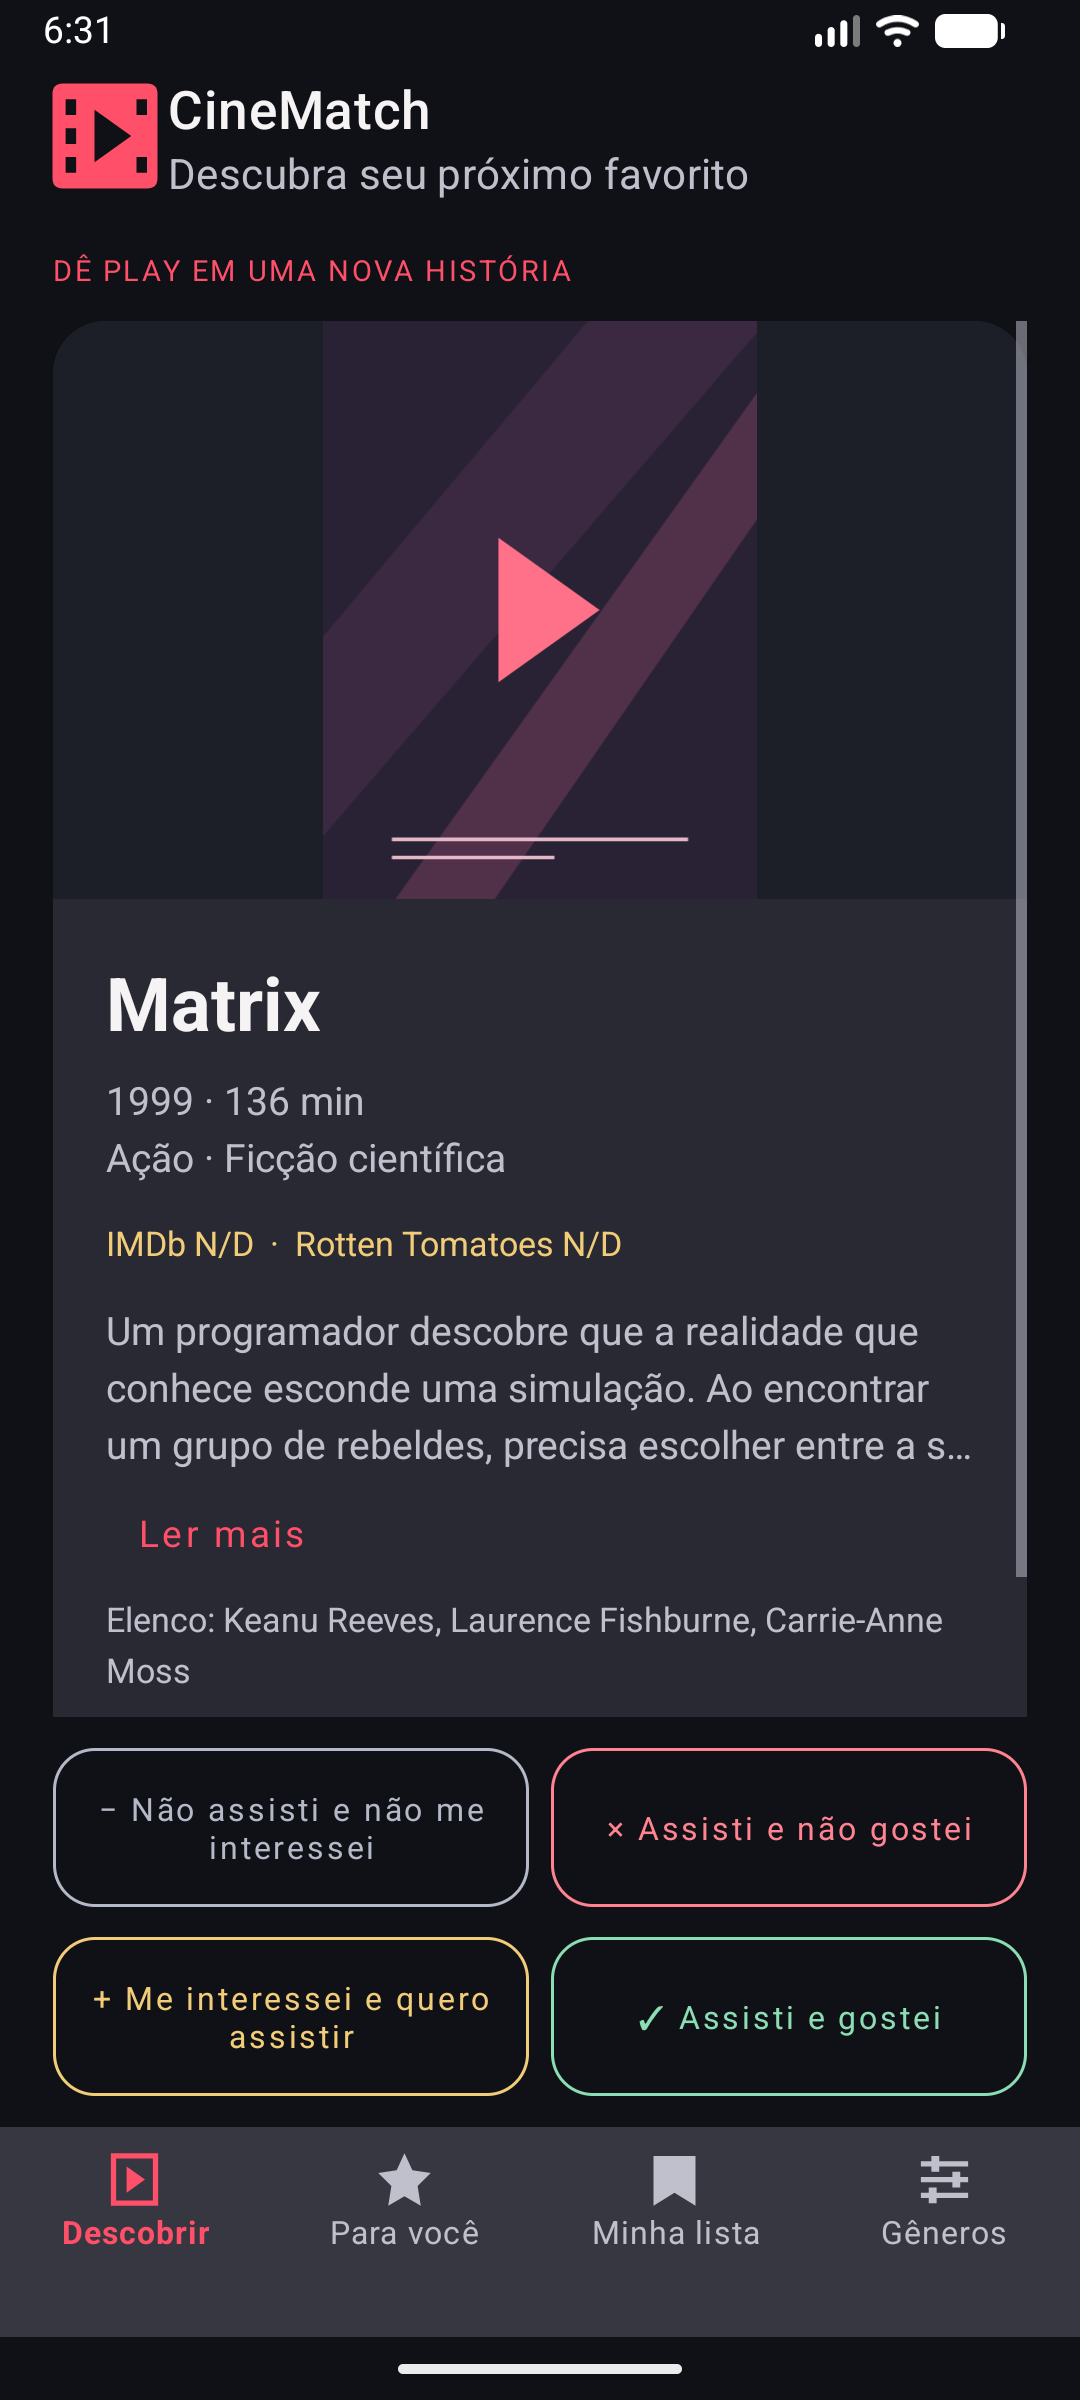 6:31
CineMatch
Descubra seu próximo favorito
DÊ PLAY EM UMA NOVA HISTÓRIA
Matrix
1999 · 136 min
Ação · Ficção científica
IMDb N/D · Rotten Tomatoes N/D
Um programador descobre que a realidade que
conhece esconde uma simulação. Ao encontrar
um grupo de rebeldes, precisa escolher entre a s...
Ler mais
Elenco: Keanu Reeves, Laurence Fishburne, Carrie-Anne
Moss
− Não assisti e não me
interessei
× Assisti e não gostei
+ Me interessei e quero
assistir
✓ Assisti e gostei
Descobrir
Para você
Minha lista
Gêneros